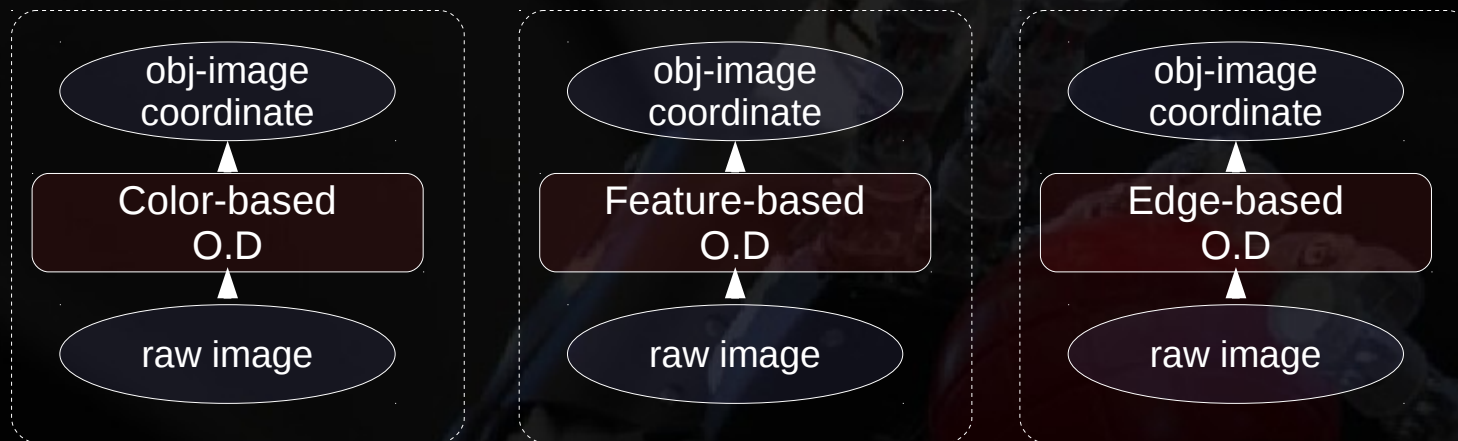 obj-image
coordinate
Color-based
O.D
raw image
obj-image
coordinate
Feature-based
O.D
raw image
obj-image
coordinate
Edge-based
O.D
raw image